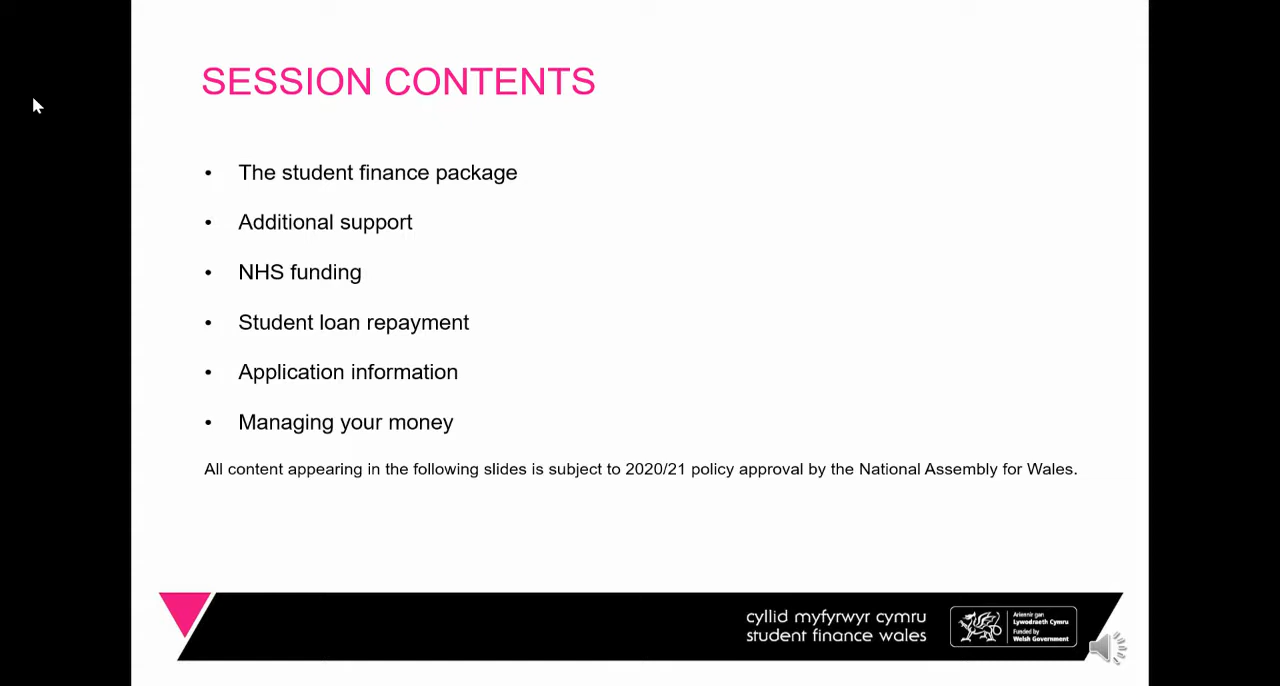 SESSION CONTENTS
• The student finance package
• Additional support
• NHS funding
• Student loan repayment
• Application information
• Managing your money
All content appearing in the following slides is subject to 2020/21 policy approval by the National Assembly for Wales.
cyllid myfyrwyr cymru
student finance wales
Ariennir gan
Lywodraeth Cymru
Funded by
Welsh Government